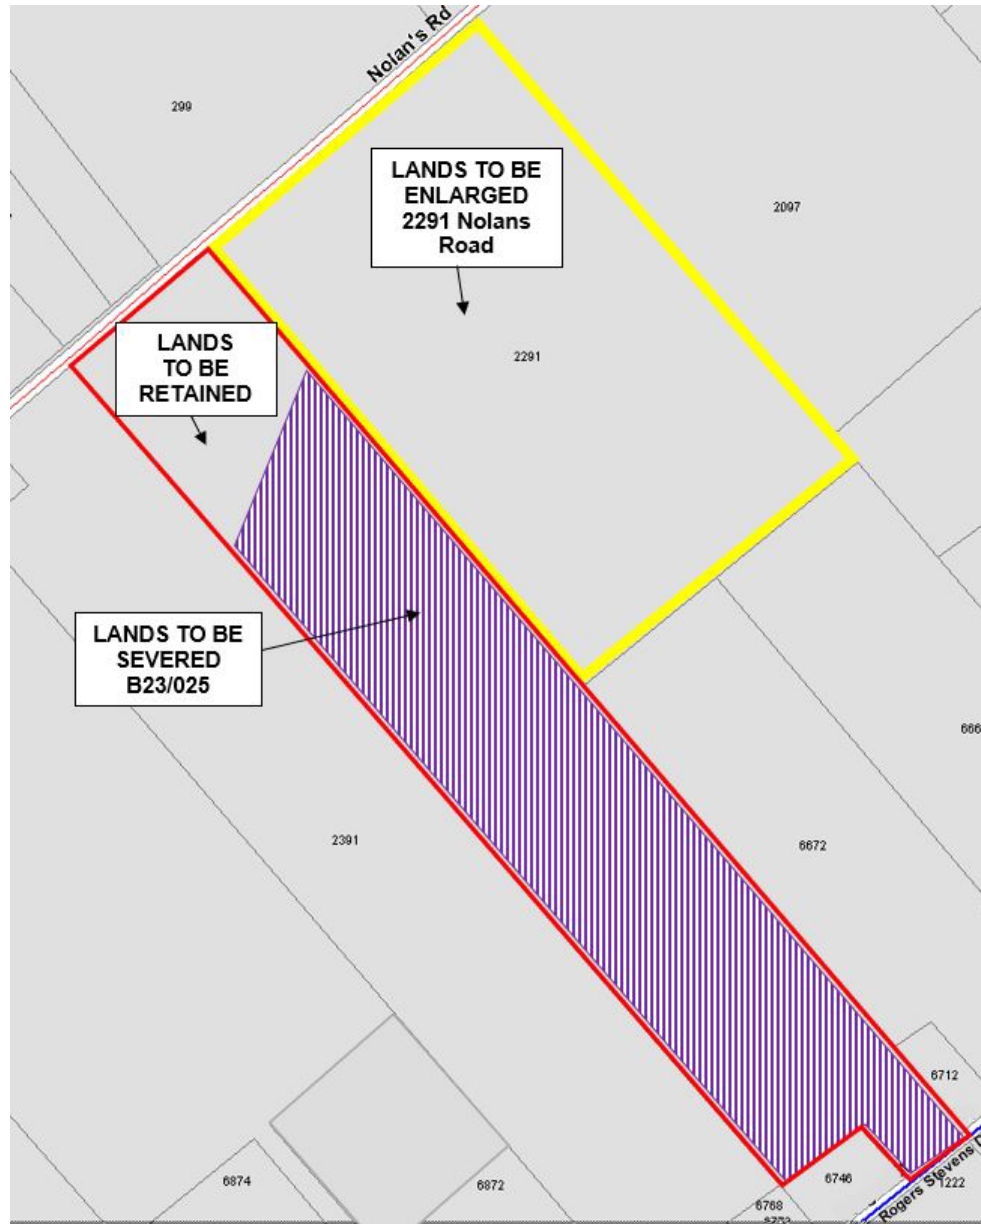 Nolan's Rd
299
LANDS TO BE
ENLARGED
2291 Nolans
Road
2097
LANDS
TO BE
RETAINED
2291
LANDS TO BE
SEVERED
B23/025
2391
6672
6712
6874
6872
6746
6768
1222
Rogers Stevens